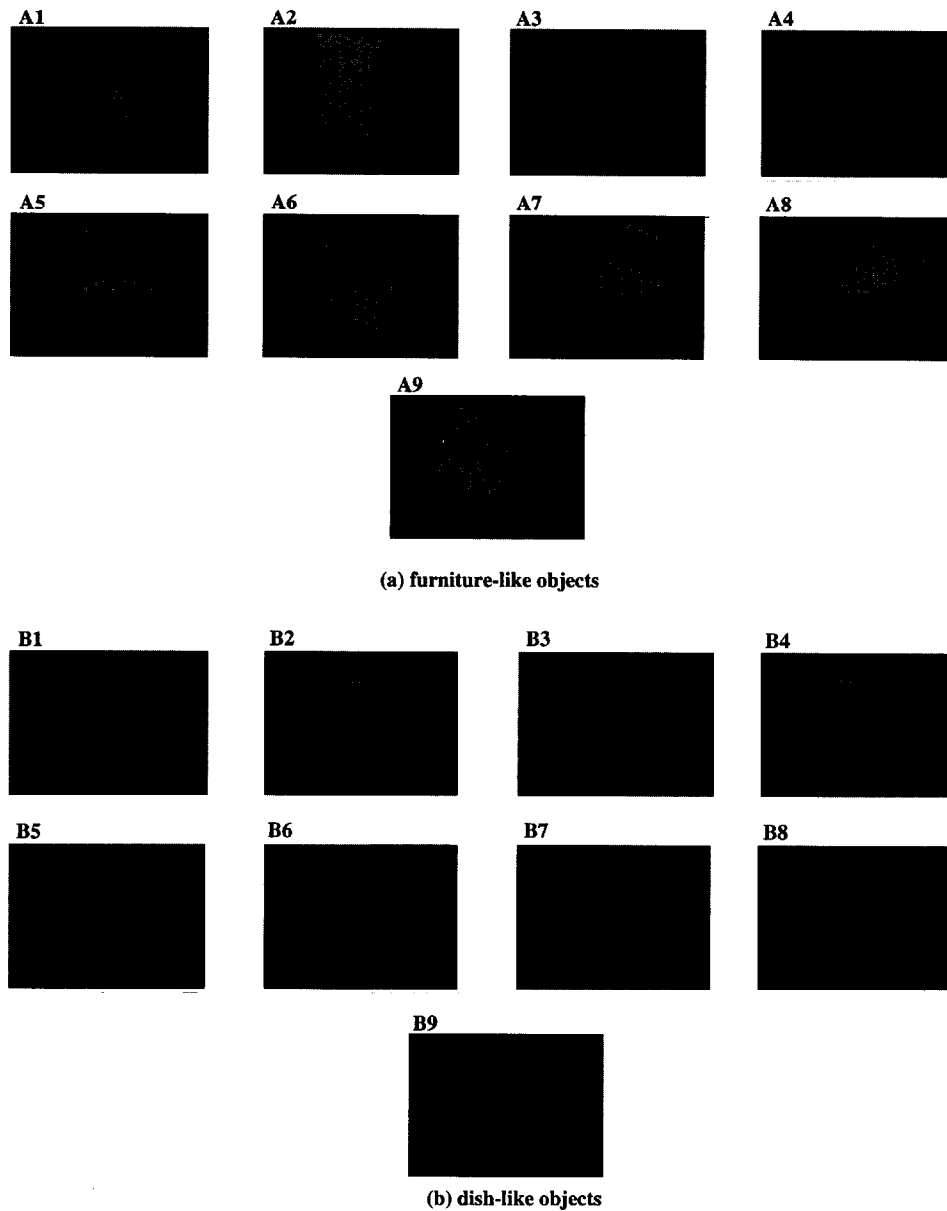 A1 A2 A3 A4
A5 A6 A7 A8
A9
(a) furniture-like objects
B1 B2 B3 B4
B5 B6 B7 B8
B9
(b) dish-like objects